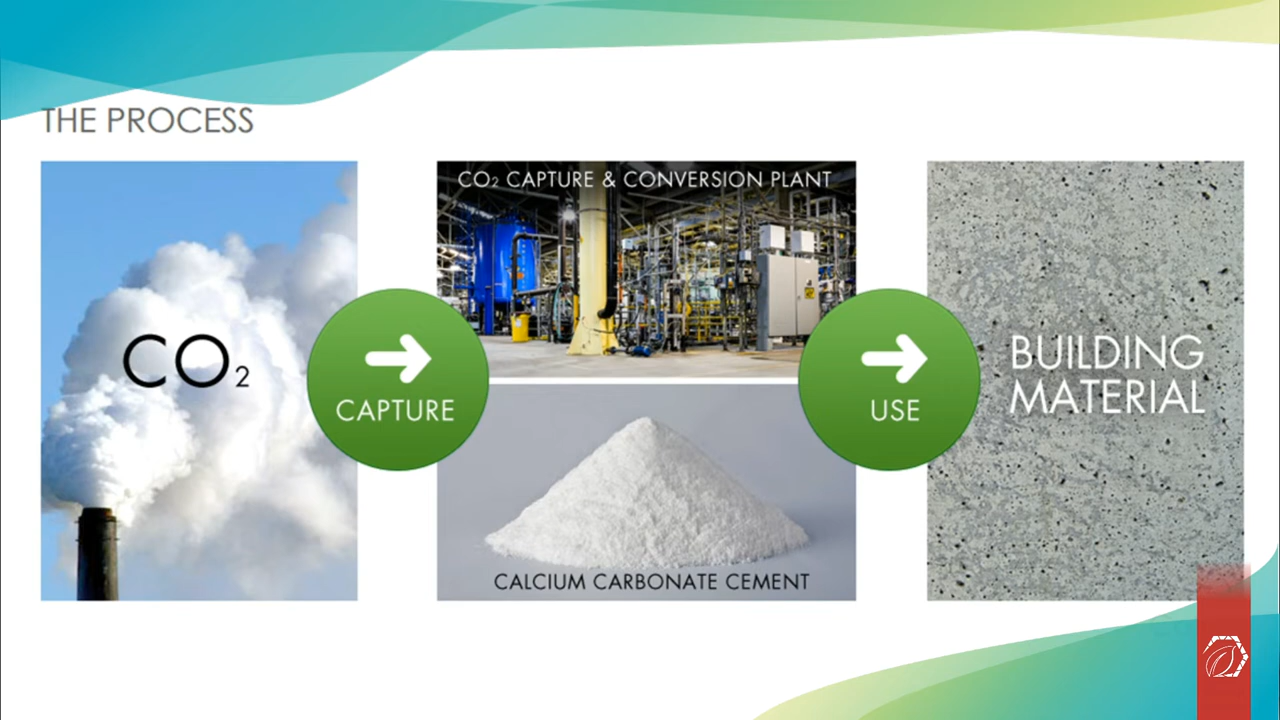 THE PROCESS
CO₂
CAPTURE
CO₂ CAPTURE & CONVERSION PLANT
CALCIUM CARBONATE CEMENT
USE
BUILDING
MATERIAL